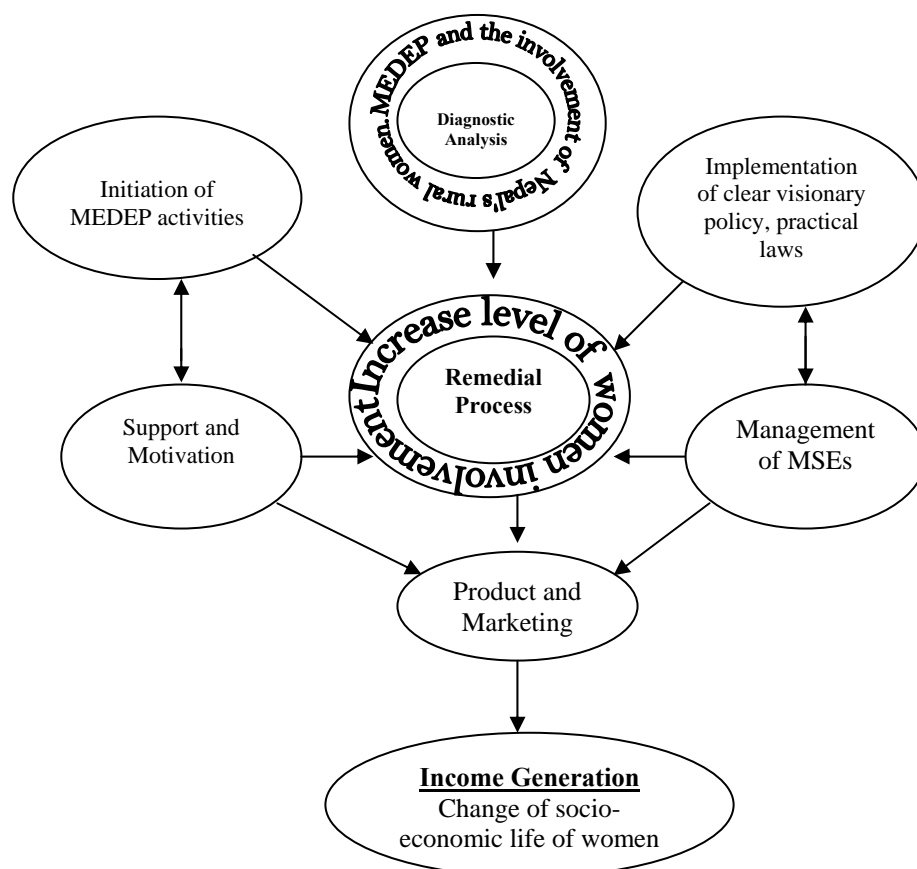 MEDEP and the involvement of Nepal's rural women.
Diagnostic
Analysis
Initiation of
MEDEP activities
Implementation
of clear visionary
policy, practical
laws
Increase level of women involvement
Remedial
Process
Support and
Motivation
Management
of MSEs
Product and
Marketing
Income Generation
Change of socio-
economic life of women